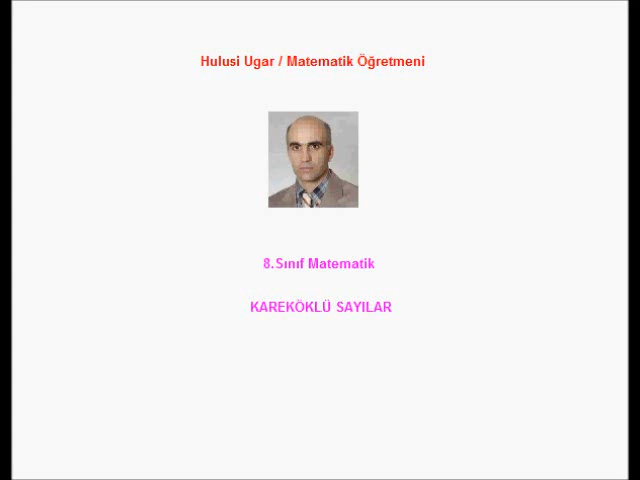 Hulusi Ugar / Matematik Öğretmeni
8.Sınıf Matematik
KAREKÖKLÜ SAYILAR